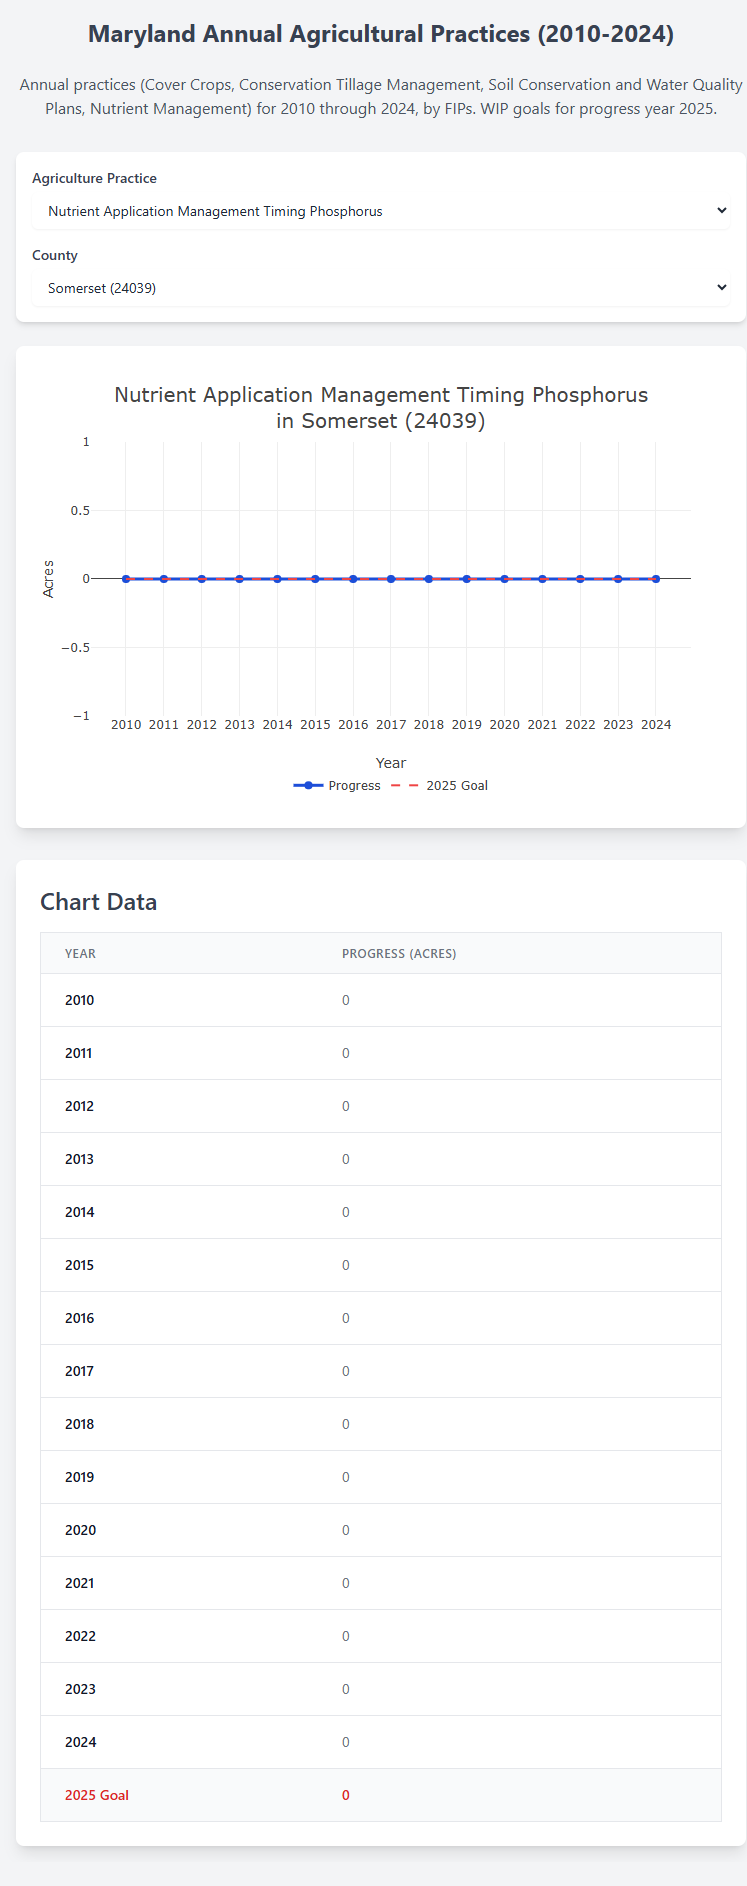 Maryland Annual Agricultural Practices (2010-2024)
Annual practices (Cover Crops, Conservation Tillage Management, Soil Conservation and Water Quality
Plans, Nutrient Management) for 2010 through 2024, by FIPs. WIP goals for progress year 2025.
Agriculture Practice
Nutrient Application Management Timing Phosphorus
County
Somerset (24039)
Nutrient Application Management Timing Phosphorus
in Somerset (24039)
1
0.5
0
−0.5
−1
Acres
2010 2011 2012 2013 2014 2015 2016 2017 2018 2019 2020 2021 2022 2023 2024
Year
Progress 2025 Goal
Chart Data
YEAR PROGRESS (ACRES)
2010 0
2011 0
2012 0
2013 0
2014 0
2015 0
2016 0
2017 0
2018 0
2019 0
2020 0
2021 0
2022 0
2023 0
2024 0
2025 Goal 0